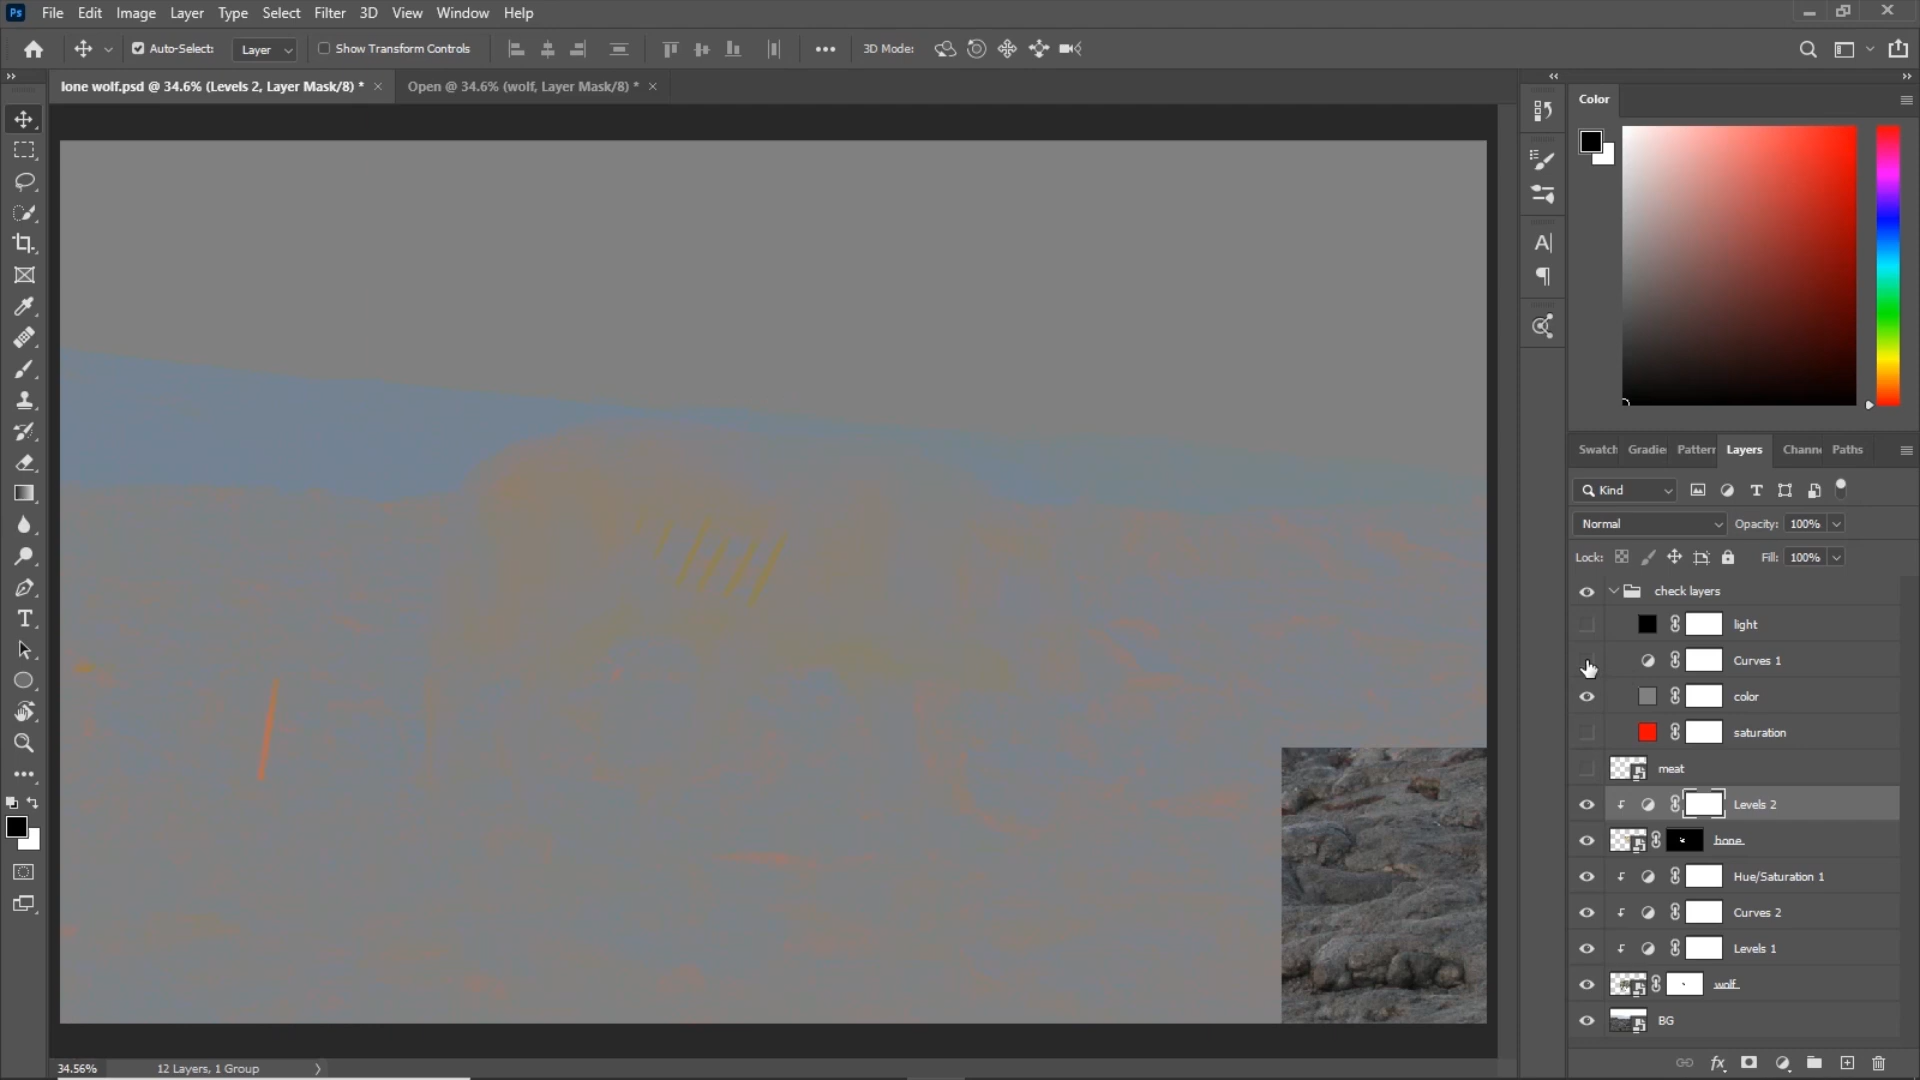 Ps File Edit Image Layer Type Select Filter 3D View Window Help
Auto-Select: Layer Show Transform Controls 3D Mode:
lone wolf.psd @ 34.6% (Levels 2, Layer Mask/8) * × Open @ 34.6% (wolf, Layer Mask/8) * ×
Color
Swatch Gradie Pattern Layers Channe Paths
Kind
Normal Opacity: 100%
Lock: Fill: 100%
check layers
light
Curves 1
color
saturation
meat
Levels 2
bone
Hue/Saturation 1
Curves 2
Levels 1
wolf
BG
34.56% 12 Layers, 1 Group